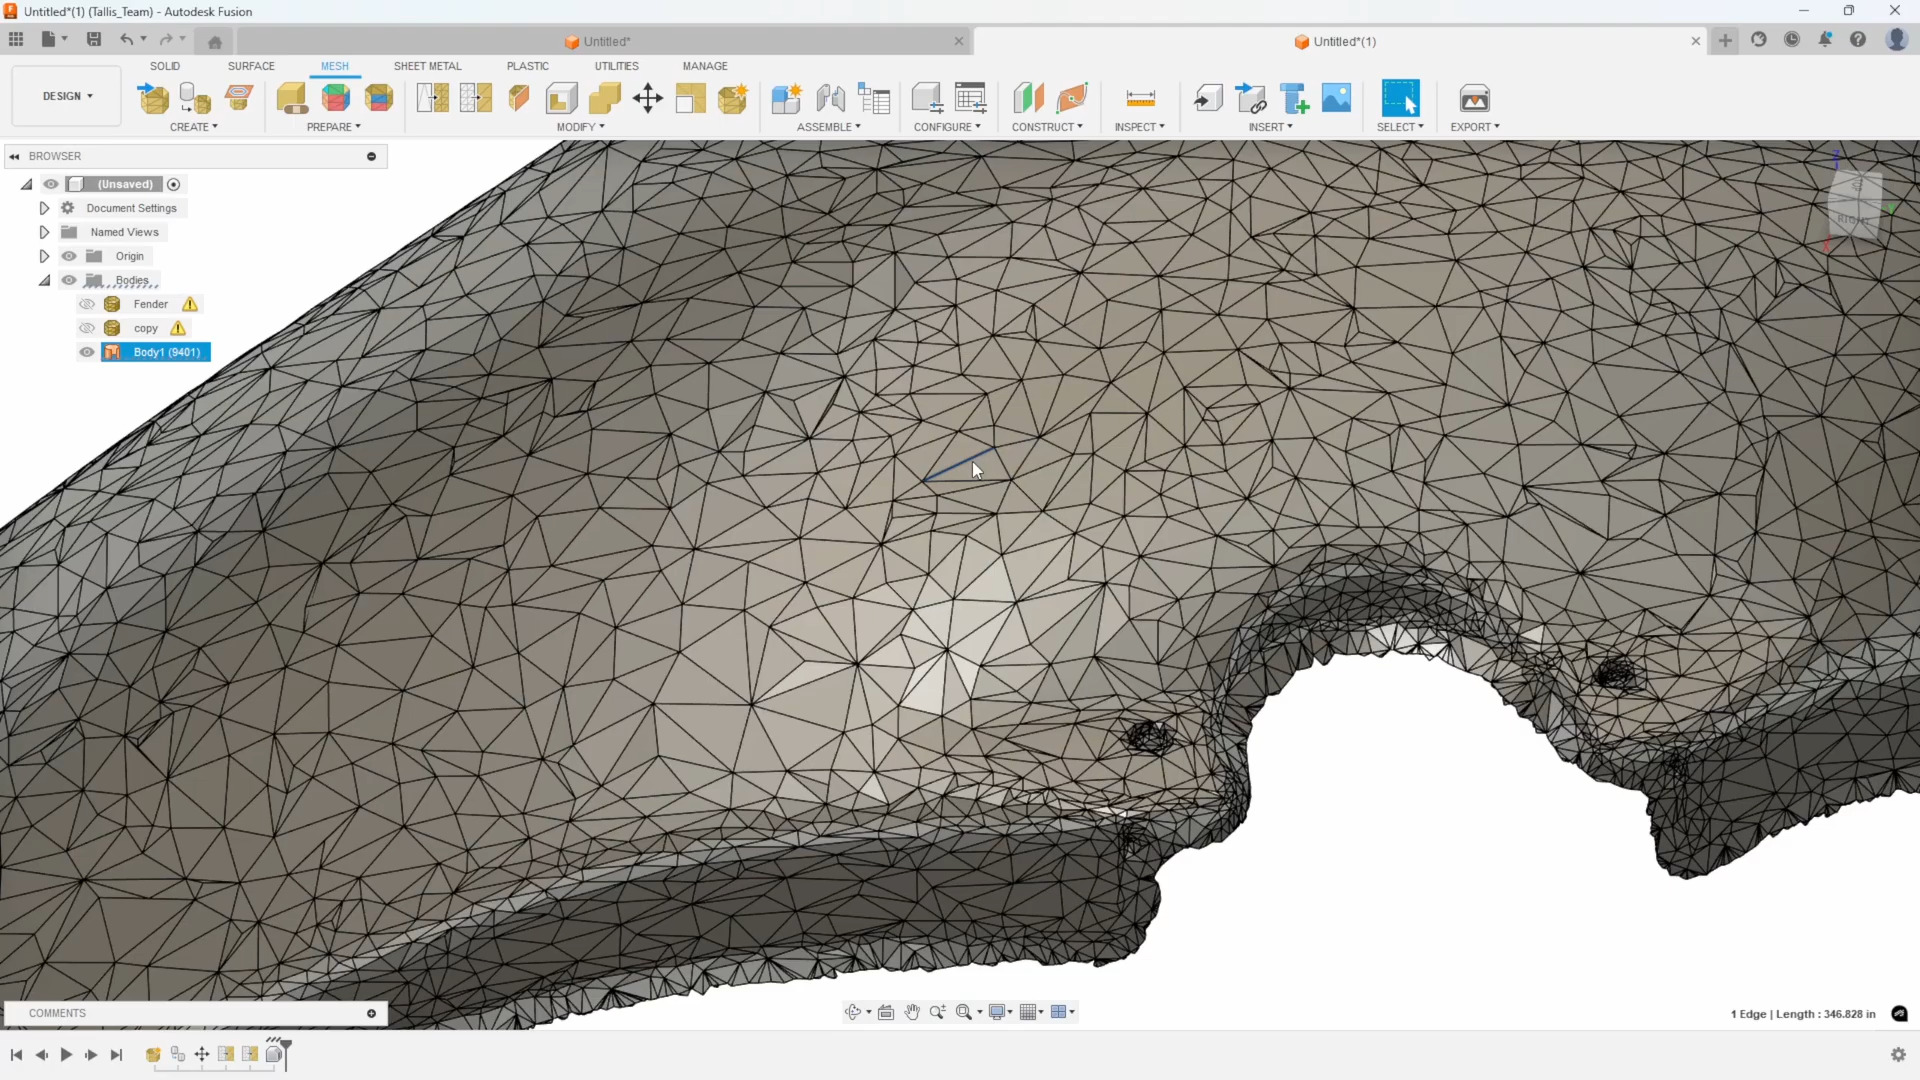 Untitled*(1) (Tallis_Team) - Autodesk Fusion
Untitled*
Untitled*(1)
DESIGN
SOLID
SURFACE
MESH
SHEET METAL
PLASTIC
UTILITIES
MANAGE
CREATE
PREPARE
MODIFY
ASSEMBLE
CONFIGURE
CONSTRUCT
INSPECT
INSERT
SELECT
EXPORT
BROWSER
(Unsaved)
Document Settings
Named Views
Origin
Bodies
Fender
copy
Body1 (9401)
Z
RIGHT
Y
X
COMMENTS
1 Edge | Length : 346.828 in